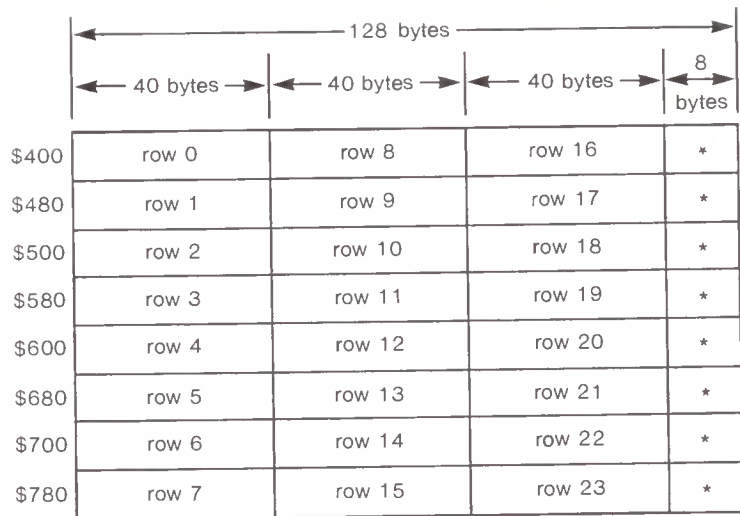 128 bytes
8
40 bytes 40 bytes 40 bytes bytes
$400 row 0 row 8 row 16 *
$480 row 1 row 9 row 17 *
$500 row 2 row 10 row 18 *
$580 row 3 row 11 row 19 *
$600 row 4 row 12 row 20 *
$680 row 5 row 13 row 21 *
$700 row 6 row 14 row 22 *
$780 row 7 row 15 row 23 *